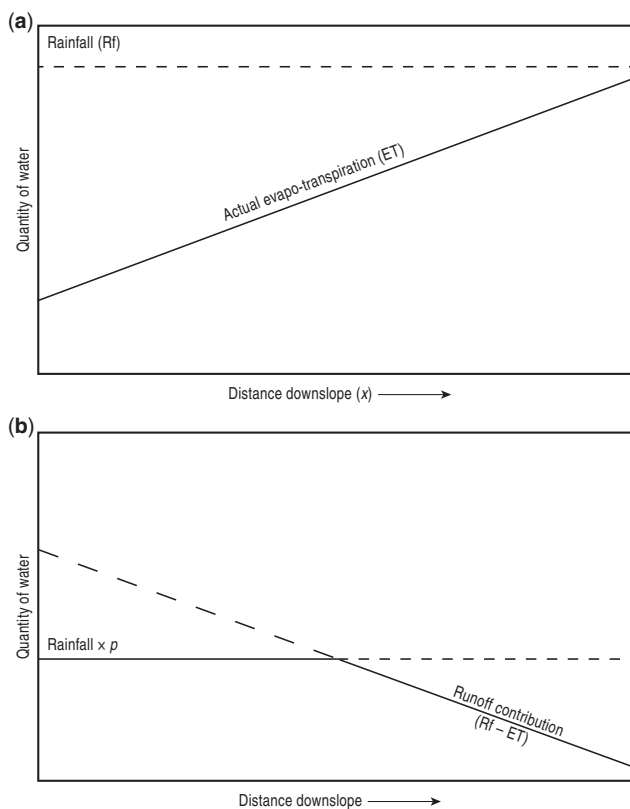 (a)
Rainfall (Rf)
Actual evapo-transpiration (ET)
Quantity of water
Distance downslope (x)
(b)
Rainfall × p
Runoff contribution
(Rf – ET)
Quantity of water
Distance downslope